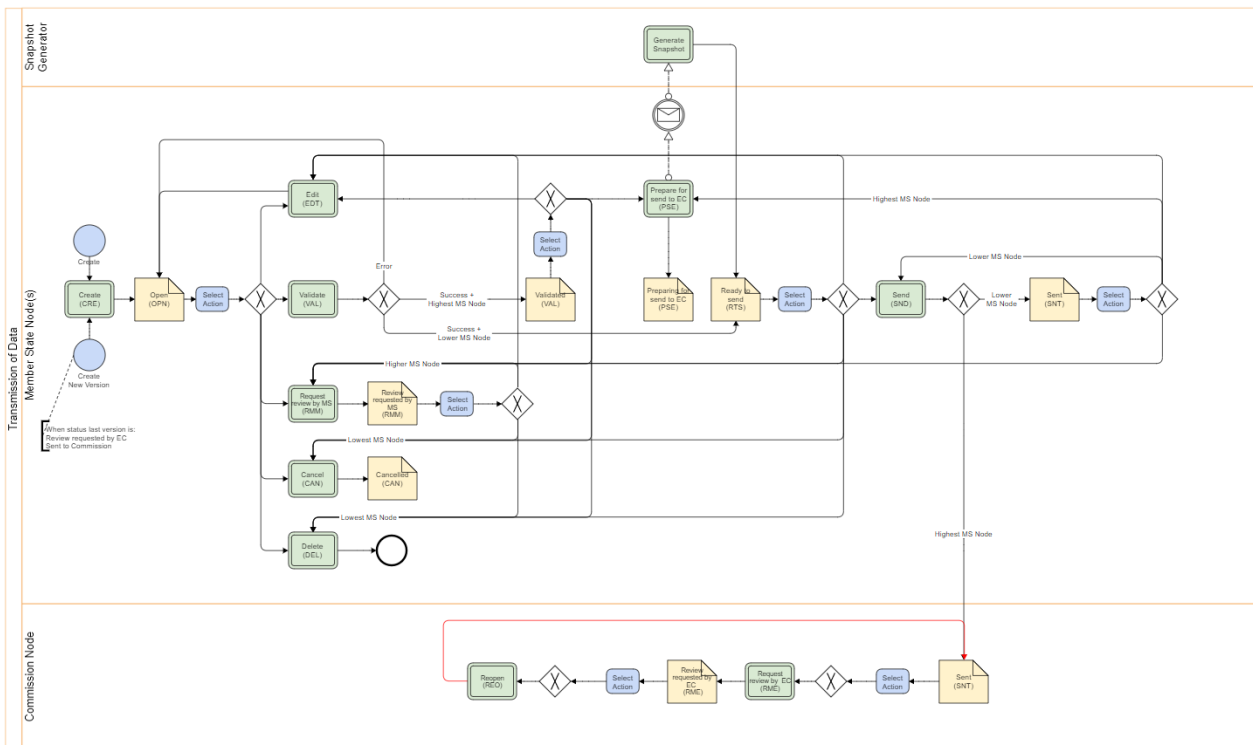 Transmission of Data
Snapshot
Generator
Generate
Snapshot
Member State Node(s)
Create
Create
(CRE)
Create
New Version
When status last version is:
Review requested by EC
Sent to Commission
Open
(OPN)
Select
Action
Edit
(EDT)
Validate
(VAL)
Error
Success +
Highest MS Node
Success +
Lower MS Node
Validated
(VAL)
Select
Action
Prepare for
send to EC
(PSE)
Preparing for
send to EC
(PSE)
Ready to
send
(RTS)
Select
Action
Send
(SND)
Highest MS Node
Lower MS Node
Lower
MS Node
Sent
(SNT)
Select
Action
Higher MS Node
Request
review by MS
(RMM)
Review
requested by
MS
(RMM)
Select
Action
Lowest MS Node
Cancel
(CAN)
Cancelled
(CAN)
Lowest MS Node
Delete
(DEL)
Highest MS Node
Commission Node
Reopen
(REO)
Select
Action
Review
requested by
EC
(RME)
Request
review by EC
(RME)
Select
Action
Sent
(SNT)